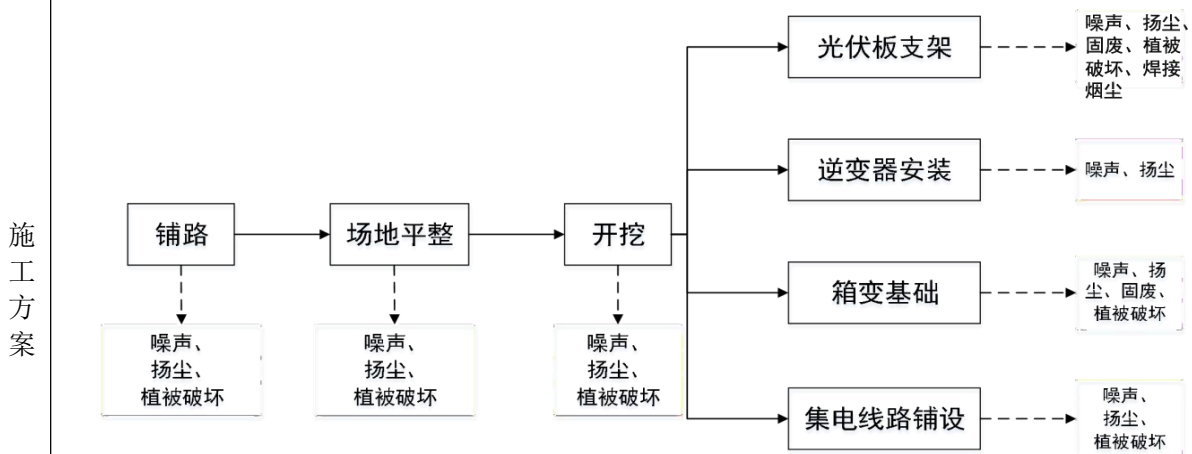 施
工
方
案
铺路
噪声、
扬尘、
植被破坏
场地平整
噪声、
扬尘、
植被破坏
开挖
噪声、
扬尘、
植被破坏
光伏板支架
噪声、扬尘、
固废、植被
破坏、焊接
烟尘
逆变器安装
噪声、扬尘
箱变基础
噪声、扬
尘、固废、
植被破坏
集电线路铺设
噪声、
扬尘、
植被破坏